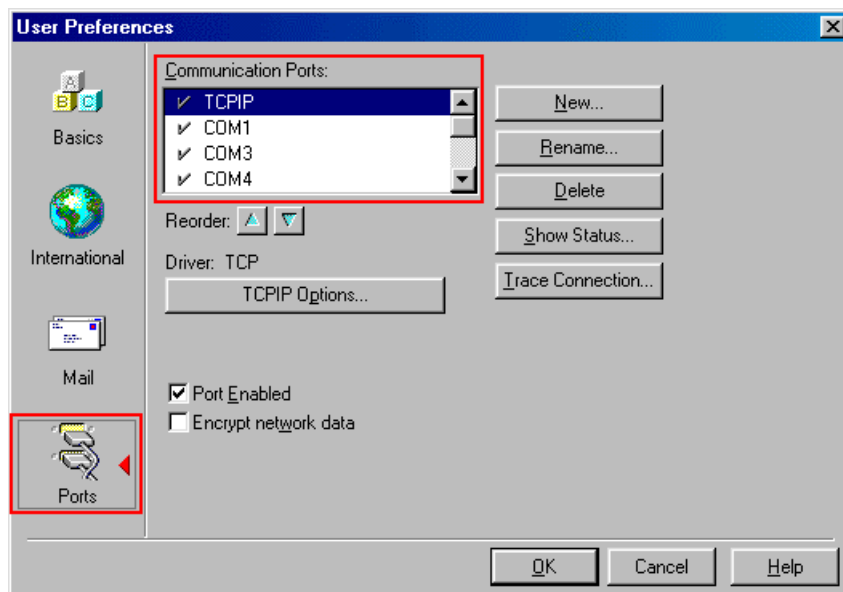 User Preferences
A
B C
Basics
International
Mail
Ports
Communication Ports:
TCPIP
COM1
COM3
COM4
Reorder:
Driver: TCP
TCPIP Options...
Port Enabled
Encrypt network data
New...
Rename...
Delete
Show Status...
Trace Connection...
OK
Cancel
Help